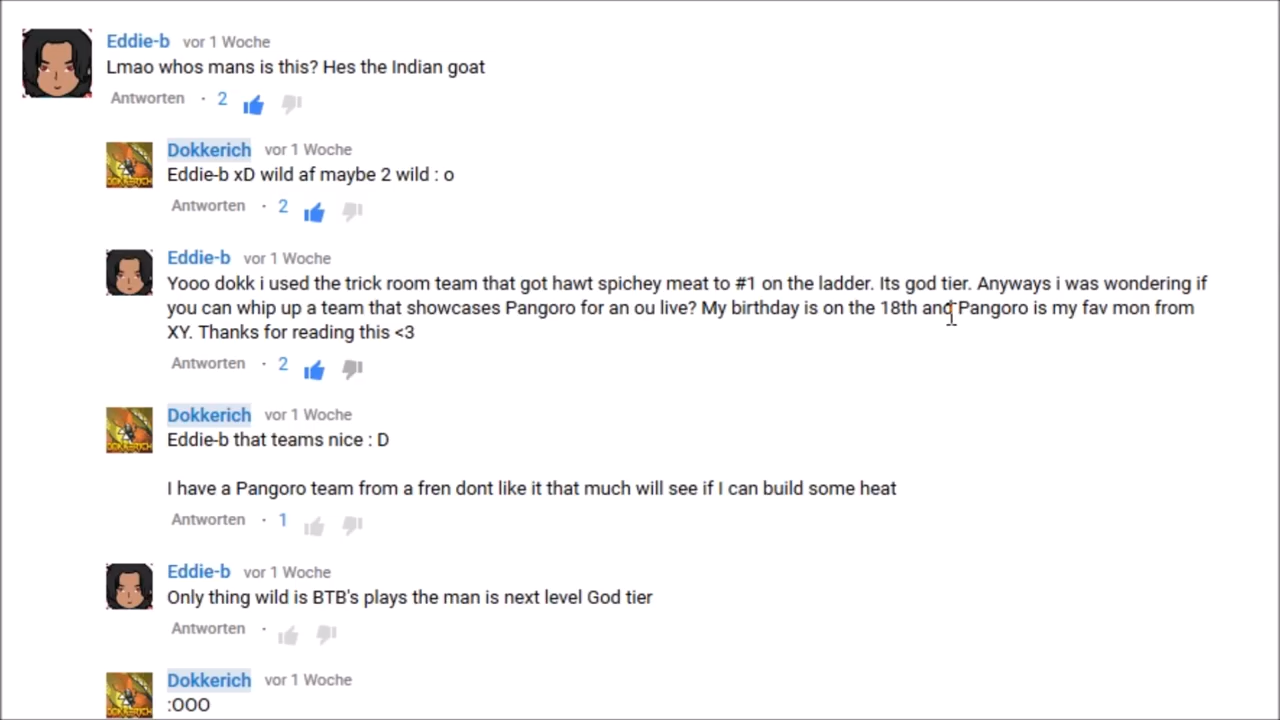 Eddie-b vor 1 Woche
Lmao whos mans is this? Hes the Indian goat
Antworten · 2
Dokkerich vor 1 Woche
Eddie-b xD wild af maybe 2 wild : o
Antworten · 2
Eddie-b vor 1 Woche
Yooo dokk i used the trick room team that got hawt spichey meat to #1 on the ladder. Its god tier. Anyways i was wondering if
you can whip up a team that showcases Pangoro for an ou live? My birthday is on the 18th and Pangoro is my fav mon from
XY. Thanks for reading this <3
Antworten · 2
Dokkerich vor 1 Woche
Eddie-b that teams nice : D
I have a Pangoro team from a fren dont like it that much will see if I can build some heat
Antworten · 1
Eddie-b vor 1 Woche
Only thing wild is BTB's plays the man is next level God tier
Antworten ·
Dokkerich vor 1 Woche
:OOO